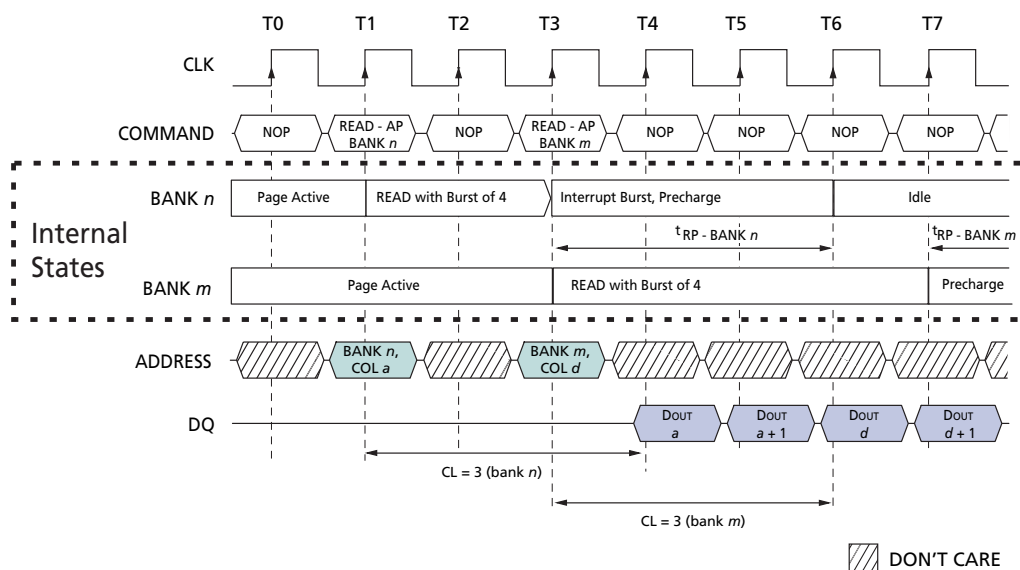 T0 T1 T2 T3 T4 T5 T6 T7
CLK
COMMAND NOP READ - AP NOP READ - AP NOP NOP NOP NOP
BANK n BANK m
BANK n Page Active READ with Burst of 4 Interrupt Burst, Precharge Idle
Internal
States
tRP - BANK n tRP - BANK m
BANK m Page Active READ with Burst of 4 Precharge
ADDRESS BANK n, BANK m,
COL a COL d
DQ DOUT DOUT DOUT DOUT
a a + 1 d d + 1
CL = 3 (bank n)
CL = 3 (bank m)
DON'T CARE